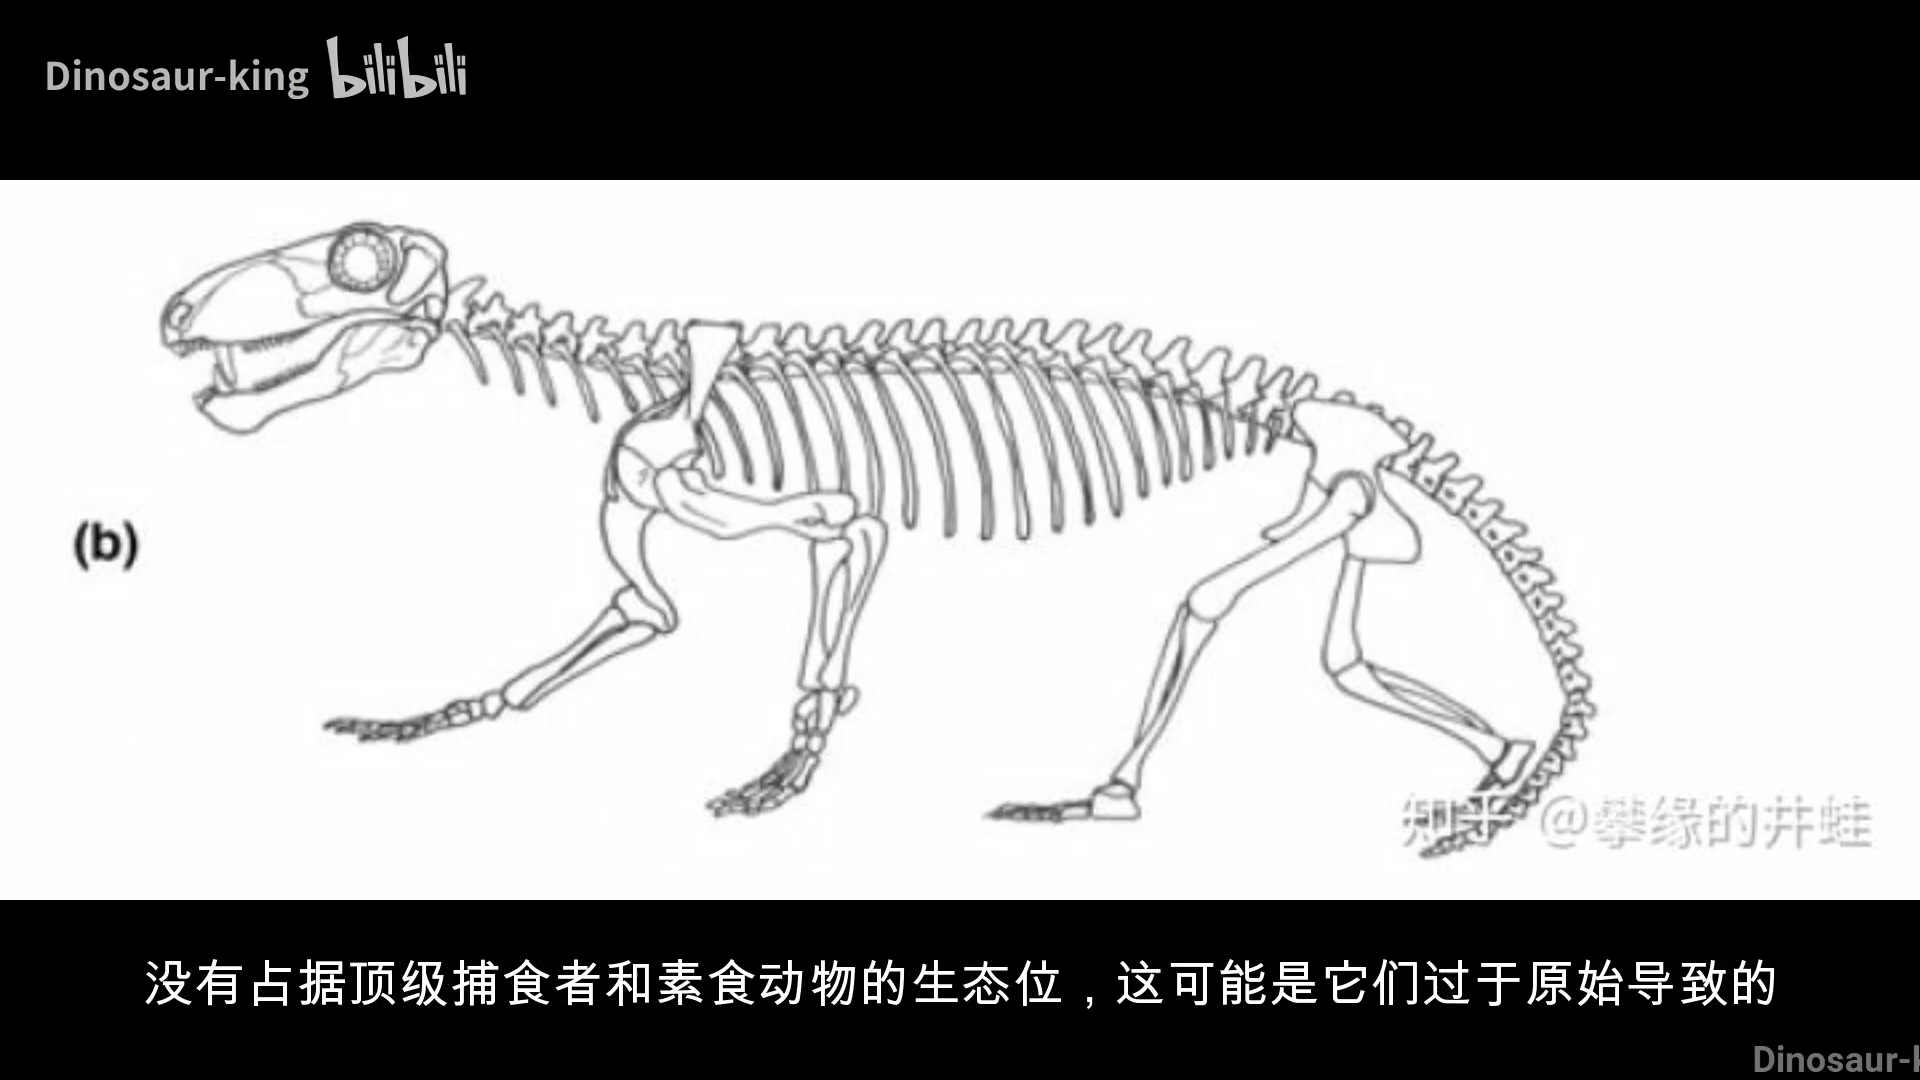 Dinosaur-king bilibili
(b)
知乎 @攀缘的井蛙
没有占据顶级捕食者和素食动物的生态位，这可能是它们过于原始导致的
Dinosaur-k